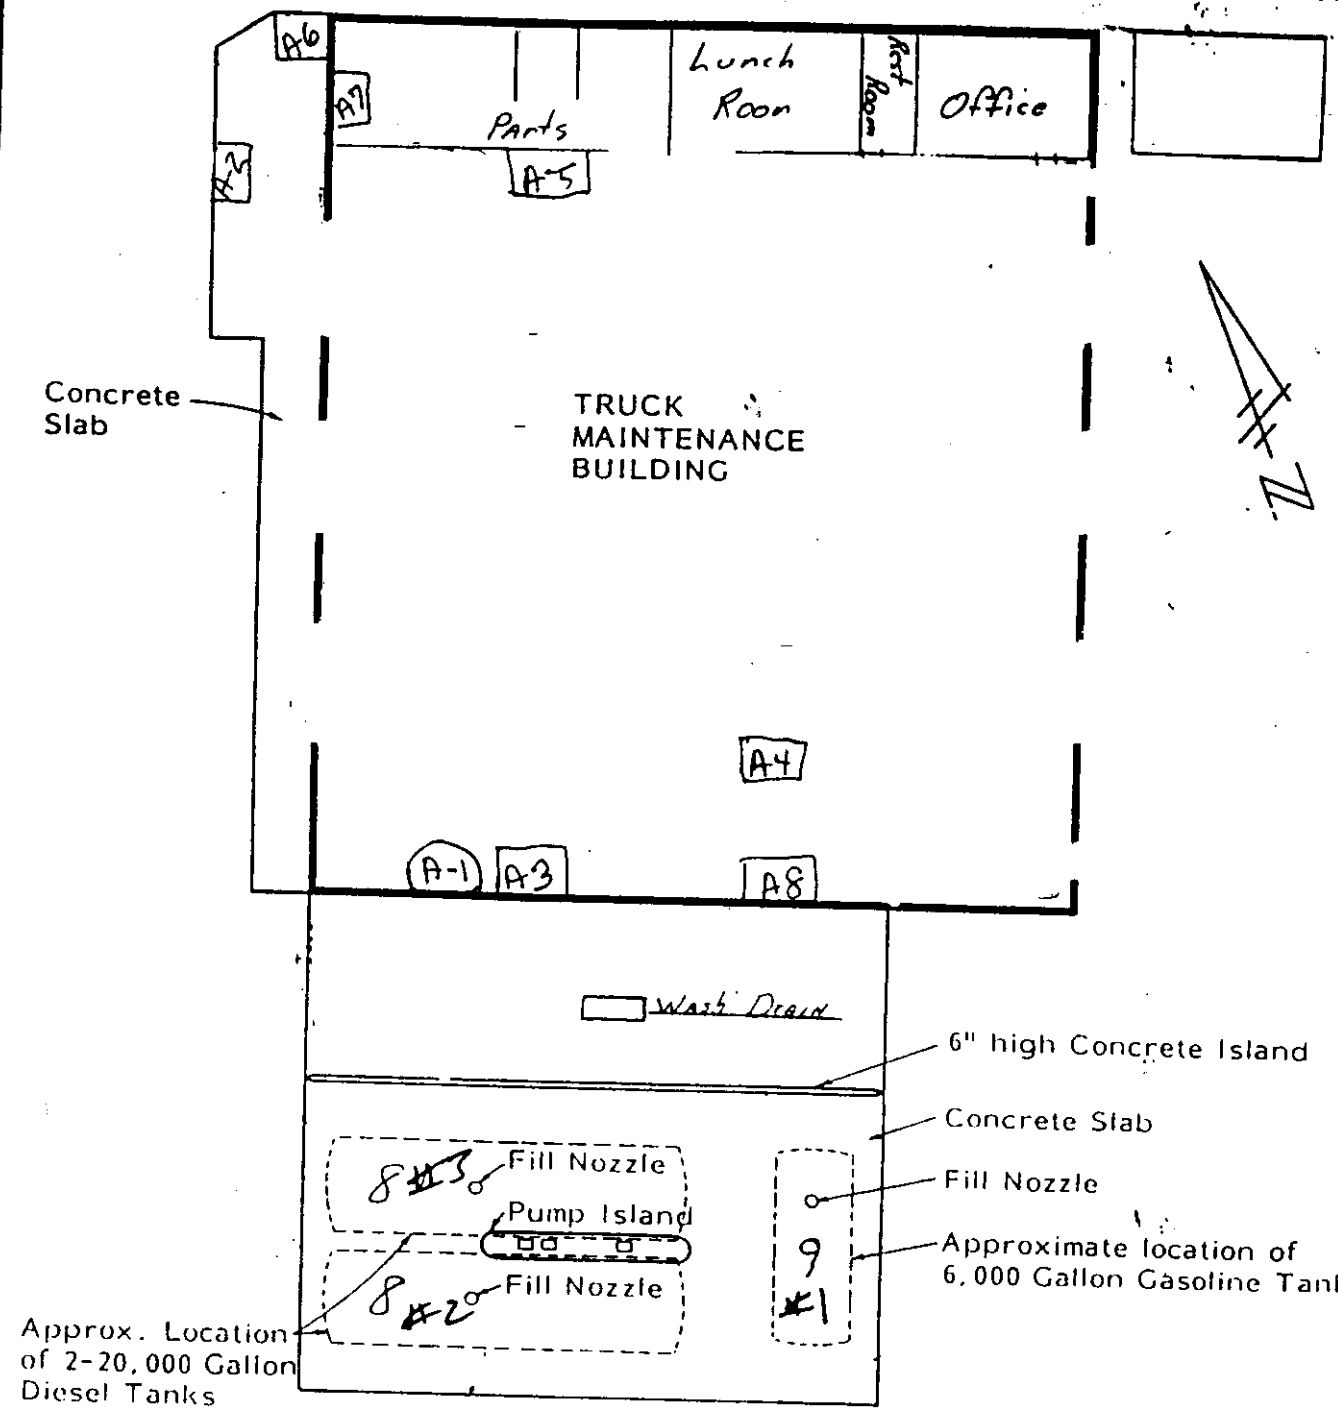 A6
A7
Lunch
Room
Rest
Room
Office
Parts
A-2
A-5
Concrete
Slab
TRUCK
MAINTENANCE
BUILDING
N
A4
A-1
A3
A8
Wash Drain
6" high Concrete Island
Concrete Slab
8 #3
Fill Nozzle
Fill Nozzle
Pump Island
9
#1
Approximate location of
6,000 Gallon Gasoline Tank
8 #2
Fill Nozzle
Approx. Location
of 2-20,000 Gallon
Diesel Tanks